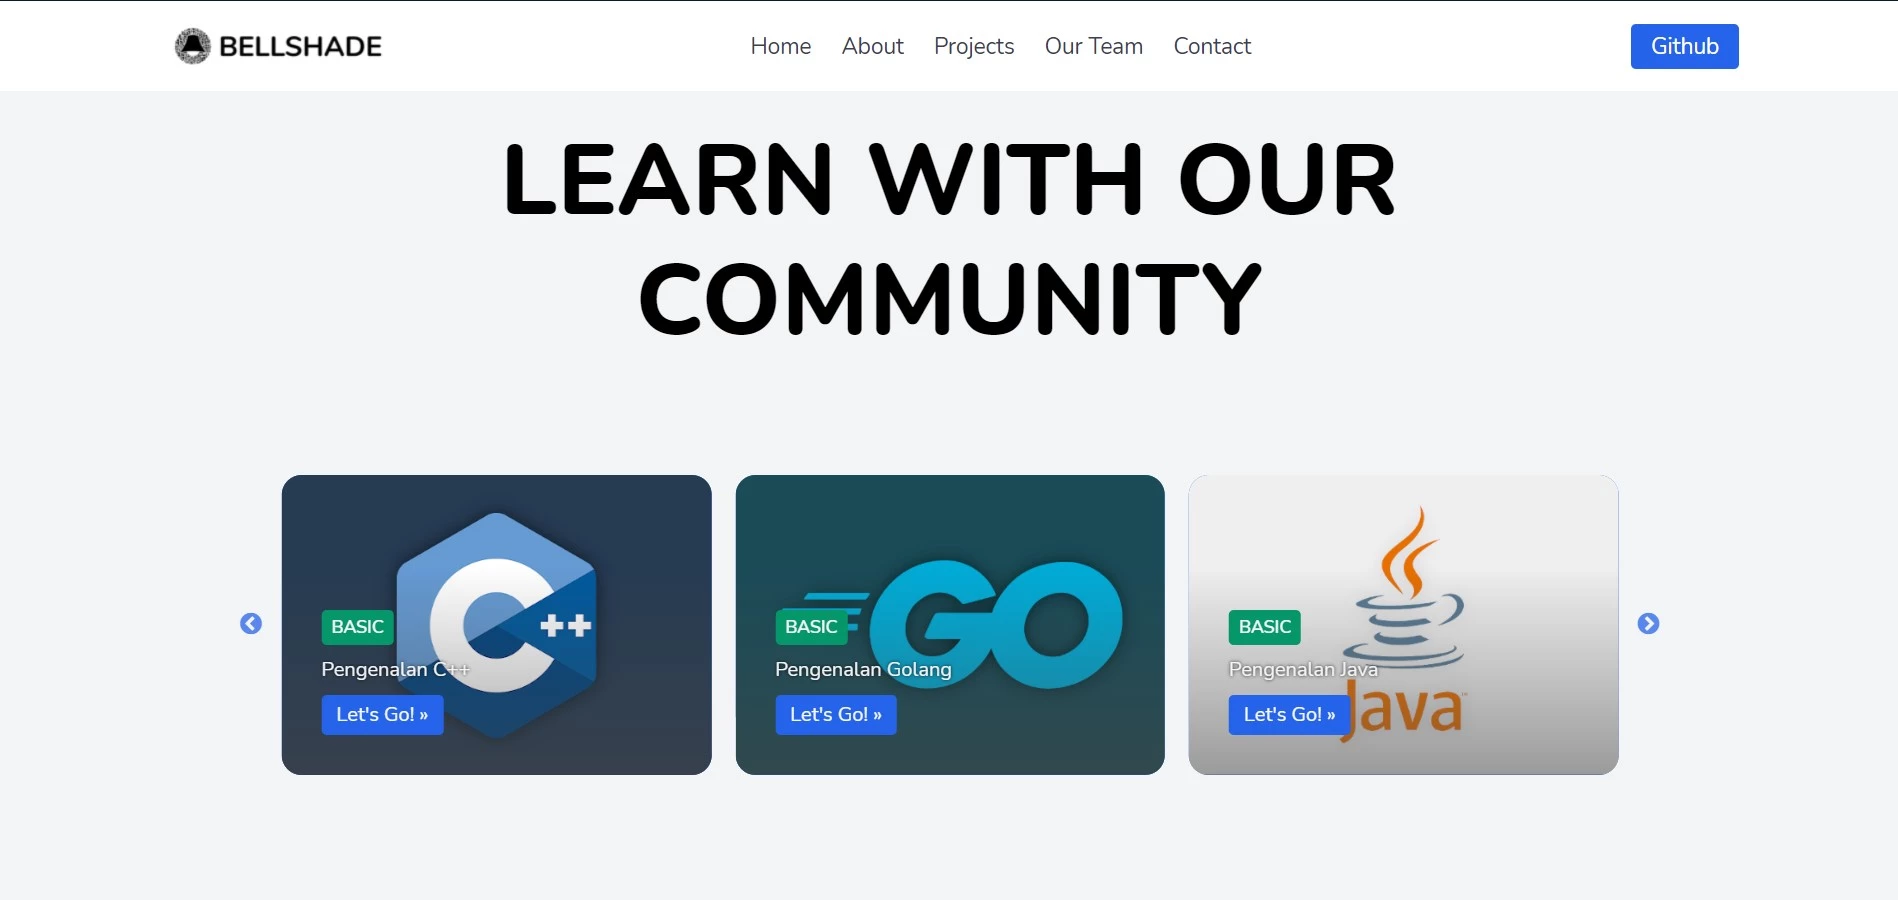 BELLSHADE
Home About Projects Our Team Contact
Github
LEARN WITH OUR
COMMUNITY
C++
BASIC
Pengenalan C++
Let's Go! »
GO
BASIC
Pengenalan Golang
Let's Go! »
BASIC
Pengenalan Java
Java™
Let's Go! »